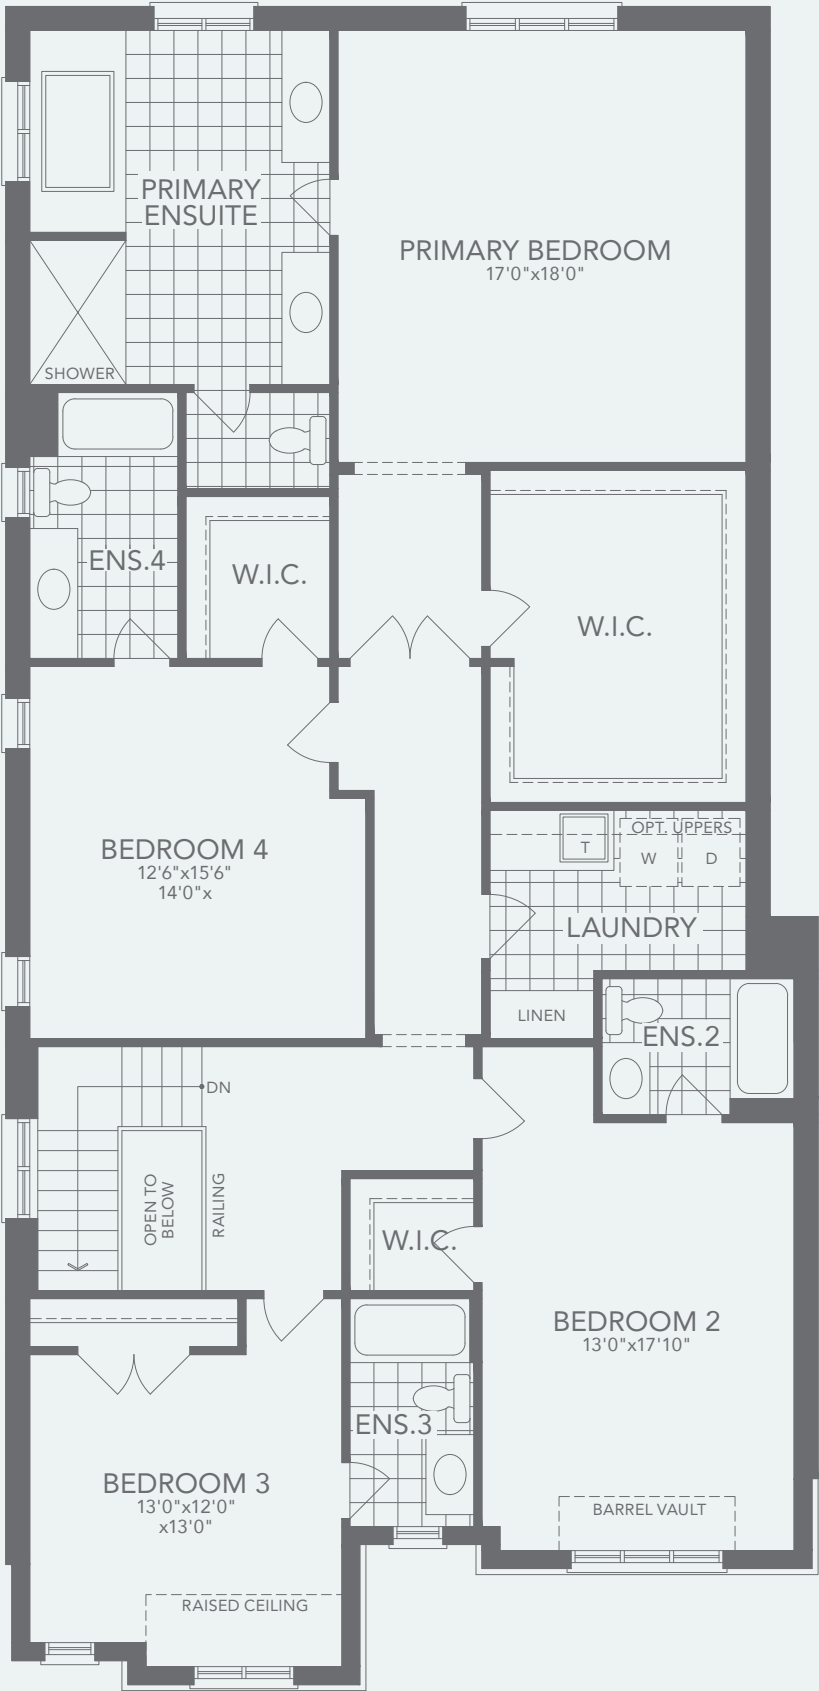 PRIMARY
ENSUITE
PRIMARY BEDROOM
17'0"x18'0"
SHOWER
ENS.4
W.I.C.
W.I.C.
BEDROOM 4
12'6"x15'6"
14'0"x
T
OPT. UPPERS
W
D
LAUNDRY
LINEN
ENS.2
DN
OPEN TO
BELOW
RAILING
W.I.C.
BEDROOM 2
13'0"x17'10"
ENS.3
BEDROOM 3
13'0"x12'0"
x13'0"
BARREL VAULT
RAISED CEILING